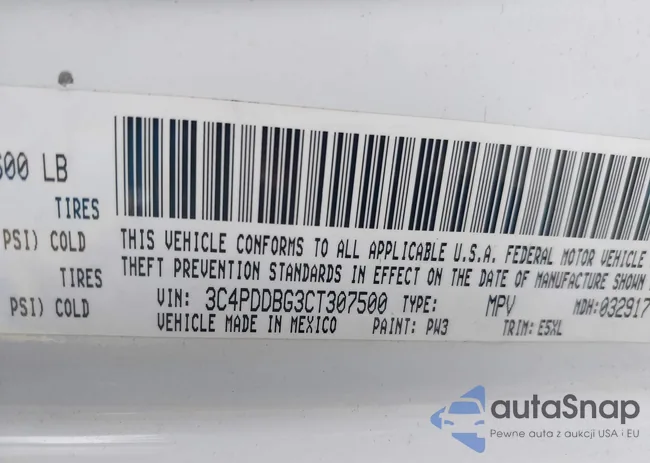 600 LB
TIRES
PSI) COLD
TIRES
PSI) COLD
THIS VEHICLE CONFORMS TO ALL APPLICABLE U.S.A. FEDERAL MOTOR VEHICLE
THEFT PREVENTION STANDARDS IN EFFECT ON THE DATE OF MANUFACTURE SHOWN
VIN: 3C4PDDBG3CT307500 TYPE: MPV MDH:032917
VEHICLE MADE IN MEXICO PAINT: PW3 TRIM: E5XL
autoSnap
Pewne auta z aukcji USA i EU